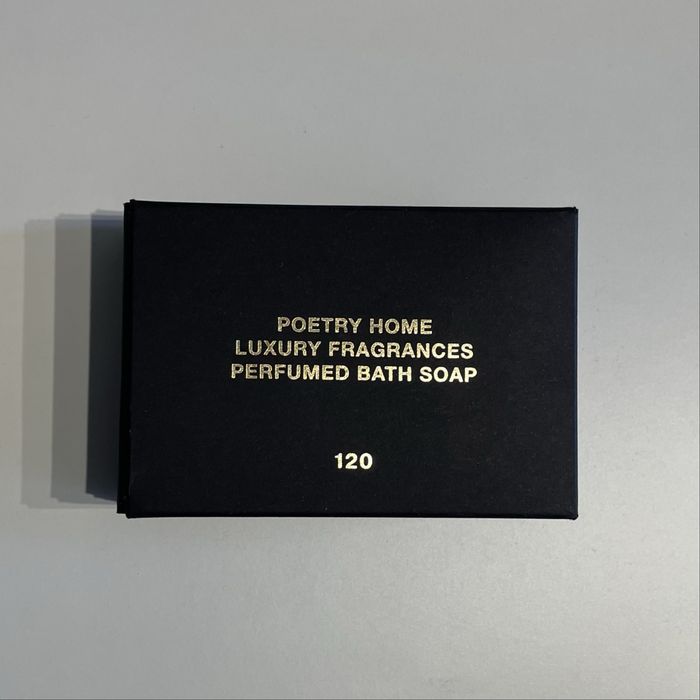 POETRY HOME
LUXURY FRAGRANCES
PERFUMED BATH SOAP
120